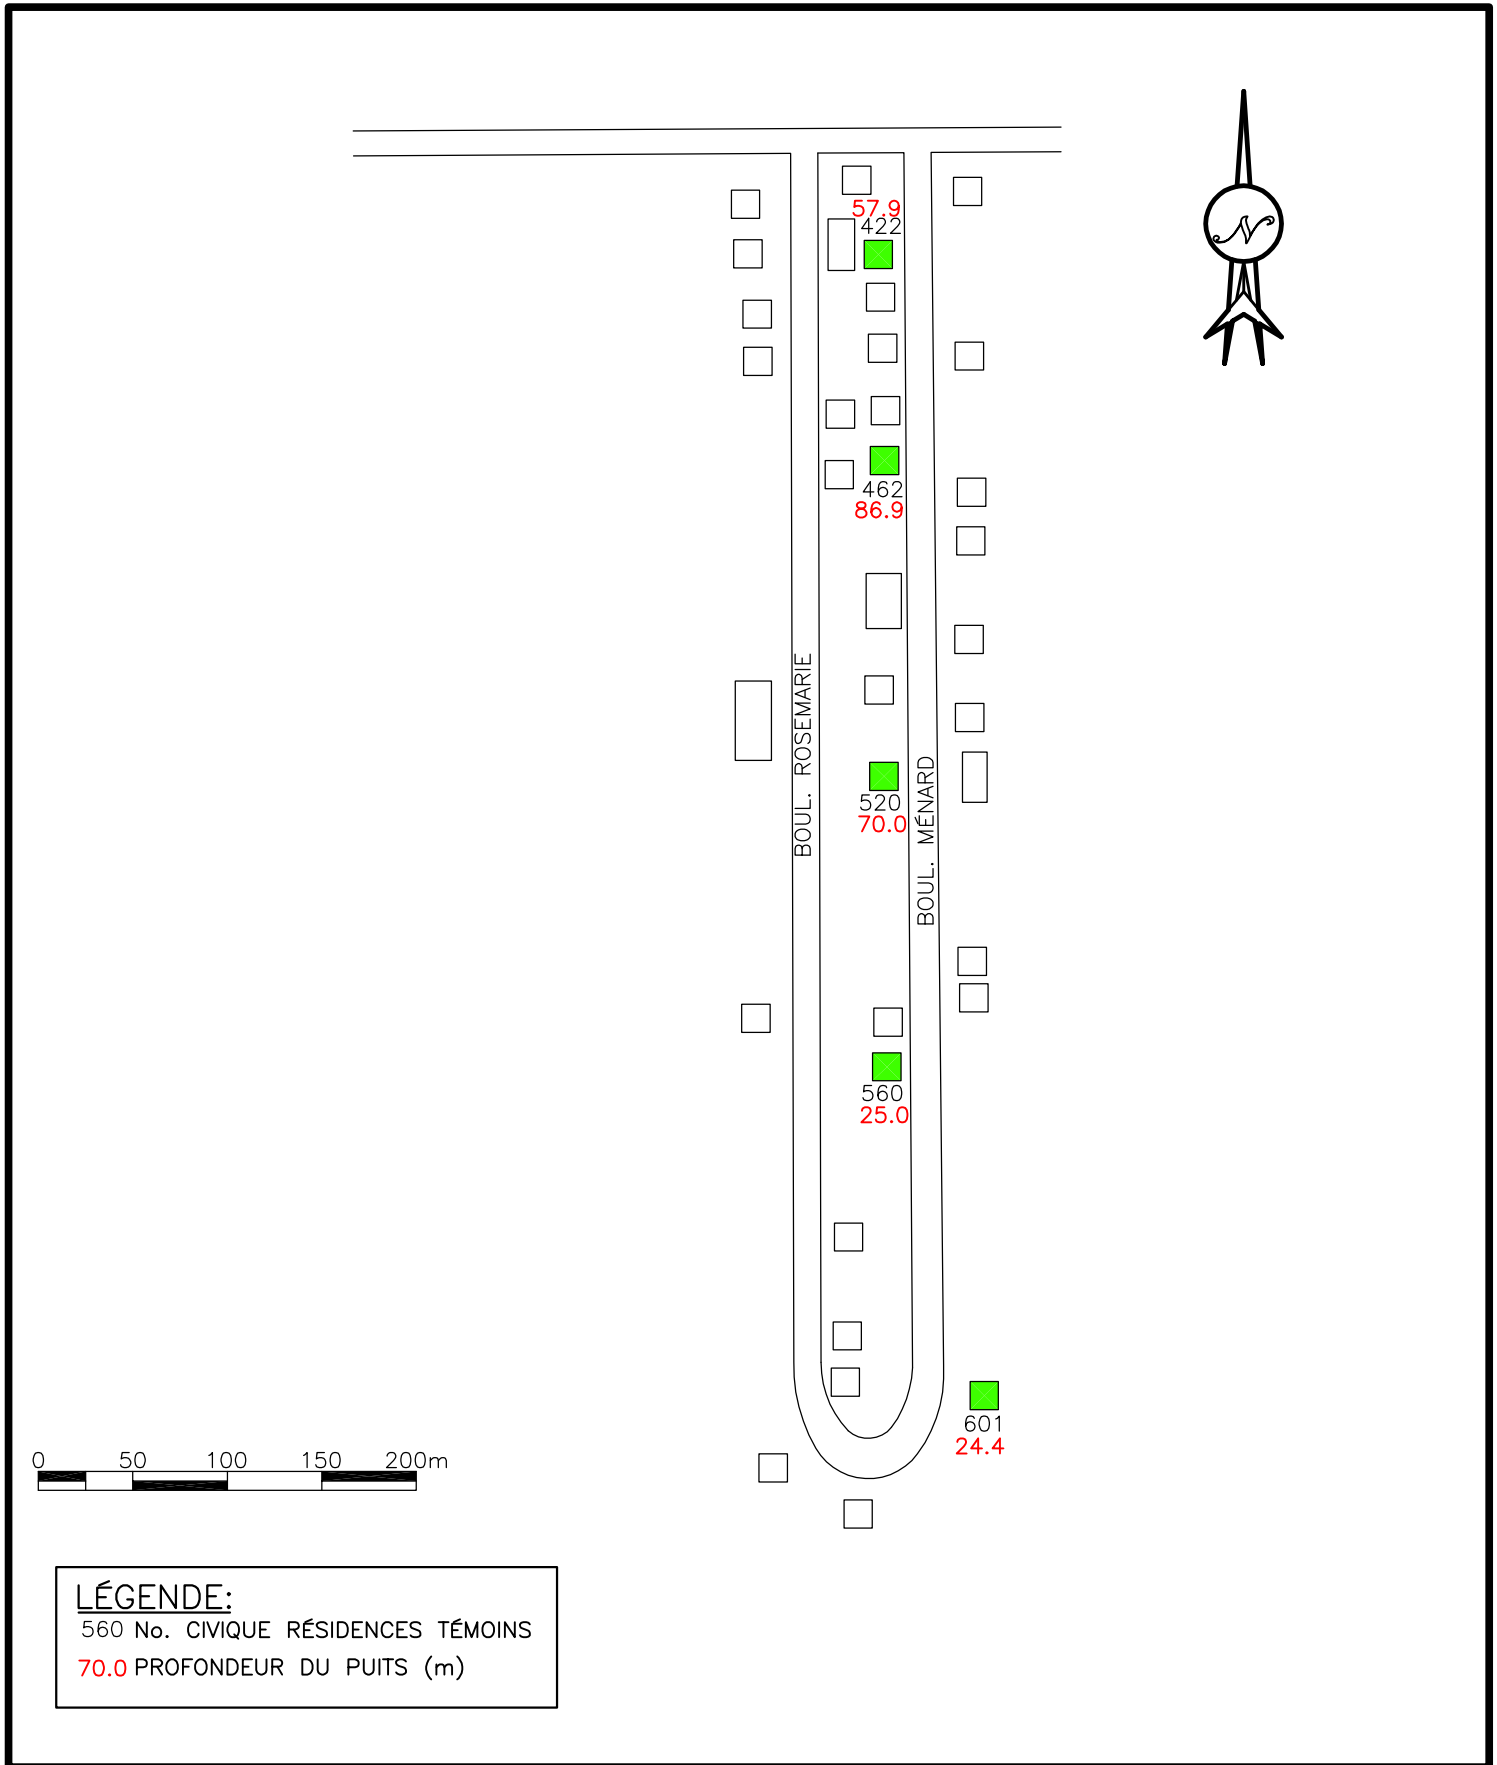 N
57.9
422
462
86.9
BOUL. ROSEMARIE
BOUL. MÉNARD
520
70.0
560
25.0
601
24.4
0 50 100 150 200m
LÉGENDE:
560 No. CIVIQUE RÉSIDENCES TÉMOINS
70.0 PROFONDEUR DU PUITS (m)